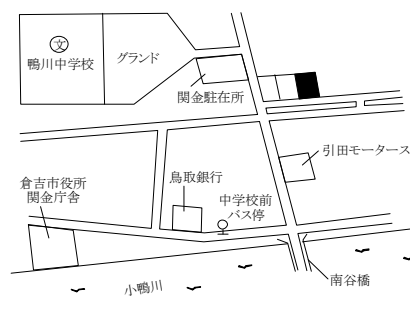 文
鴨川中学校
グランド
関金駐在所
引田モータース
倉吉市役所
関金庁舎
鳥取銀行
中学校前
バス停
南谷橋
小鴨川